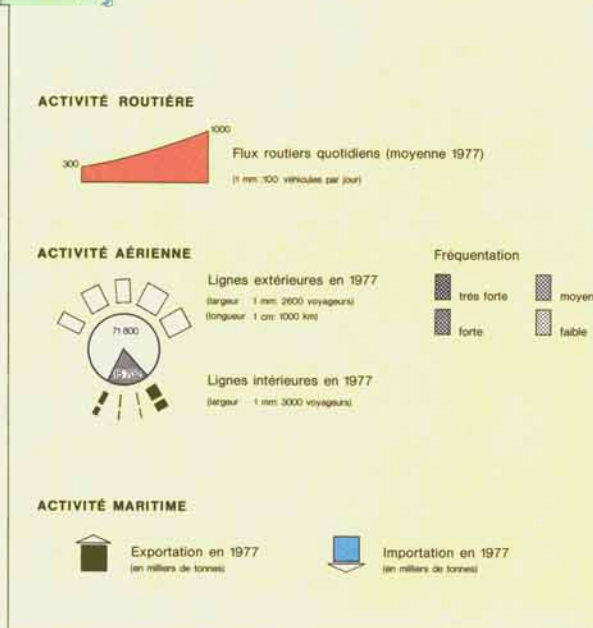 ACTIVITÉ ROUTIÈRE
1000
300
Flux routiers quotidiens (moyenne 1977)
(1 mm :100 véhicules par jour)
ACTIVITÉ AÉRIENNE
Lignes extérieures en 1977
(largeur 1 mm: 2600 voyageurs)
(longueur 1 cm: 1000 km)
71 800
15 702
Lignes intérieures en 1977
(largeur 1 mm: 3000 voyageurs)
Fréquentation
très forte
moyen
forte
faible
ACTIVITÉ MARITIME
Exportation en 1977
(en milliers de tonnes)
Importation en 1977
(en milliers de tonnes)